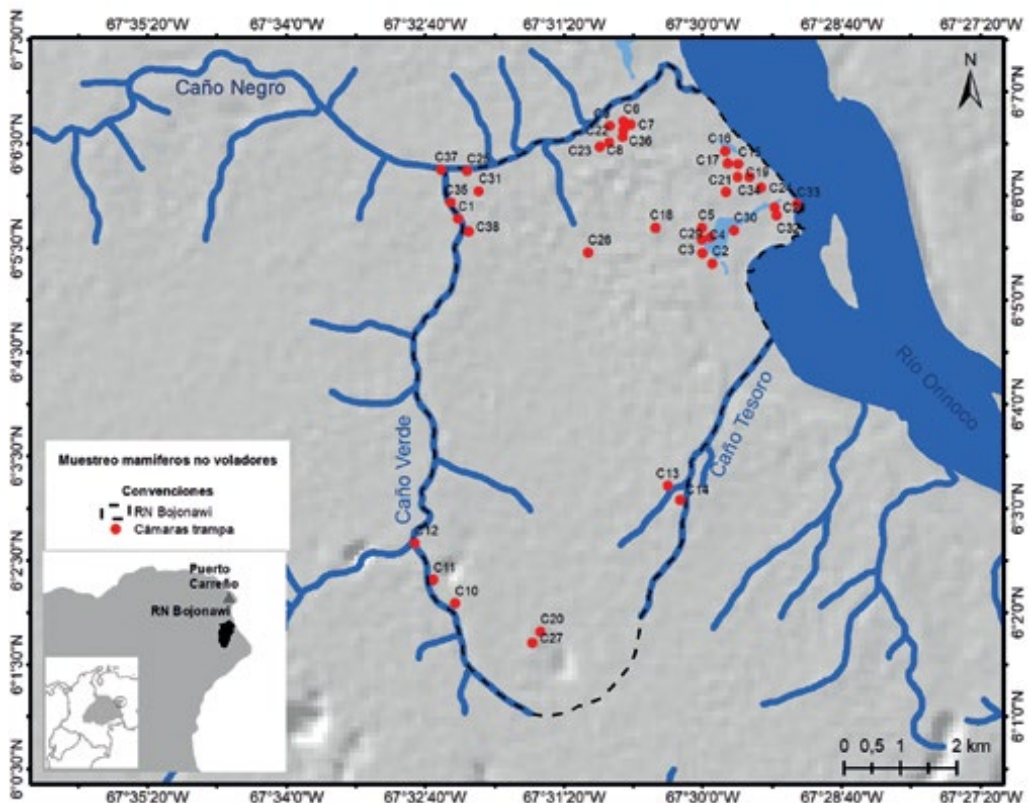 67°35'20"W 67°34'0"W 67°32'40"W 67°31'20"W 67°30'0"W 67°28'40"W 67°27'20"W
6°7'30"N
6°6'30"N
6°5'30"N
6°4'30"N
6°3'30"N
6°2'30"N
6°1'30"N
6°0'30"N
6°7'0"N
6°6'0"N
6°5'0"N
6°4'0"N
6°3'0"N
6°2'0"N
6°1'0"N
N
Caño Negro
C6
C7
C22
C36
C23
C8
C16
C15
C17
C19
C37
C31
C21
C34
C24
C33
C35
C1
C38
C18
C5
C30
C4
C32
C3
C2
Río Orinoco
Caño Verde
Caño Tesoro
C13
C14
C12
C11
C10
C20
C27
Muestreo mamíferos no voladores
Convenciones
RN Bojonawi
Cámaras trampa
Puerto
Carreño
RN Bojonawi
0 0,5 1 2 km